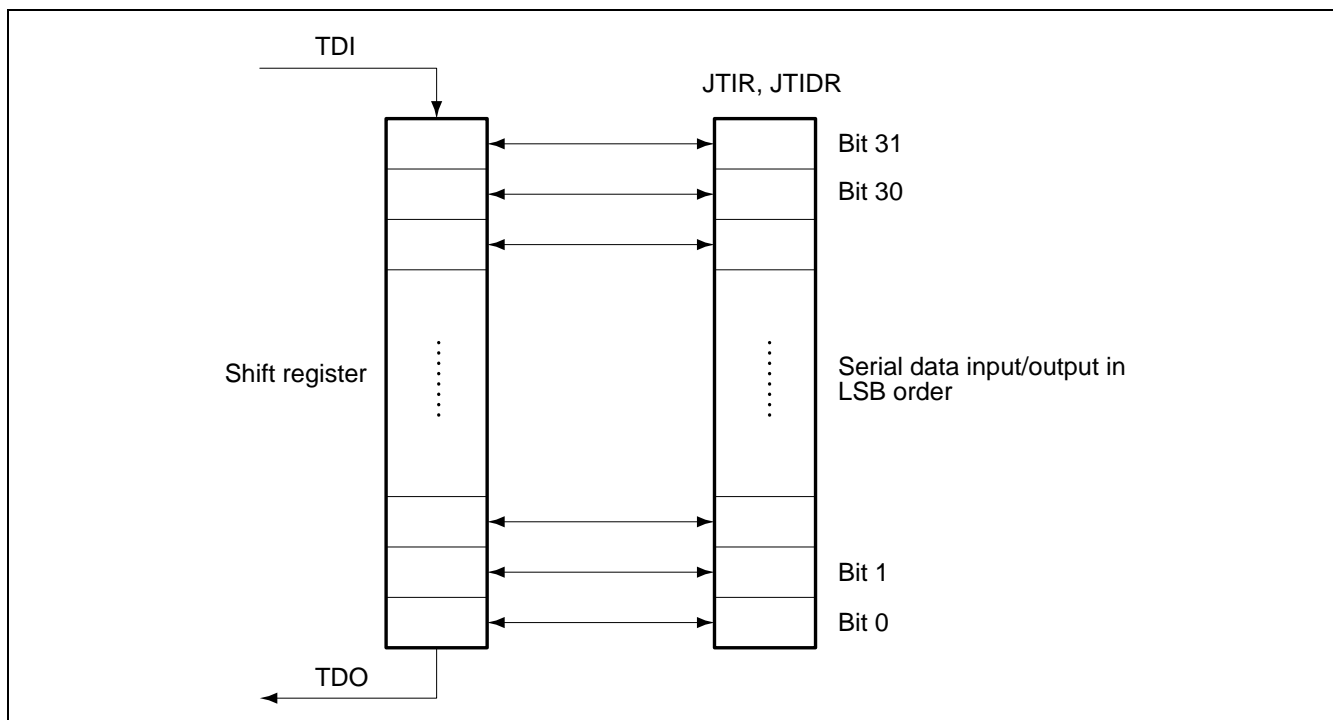 TDI
JTIR, JTIDR
Bit 31
Bit 30
Shift register
Serial data input/output in
LSB order
Bit 1
Bit 0
TDO